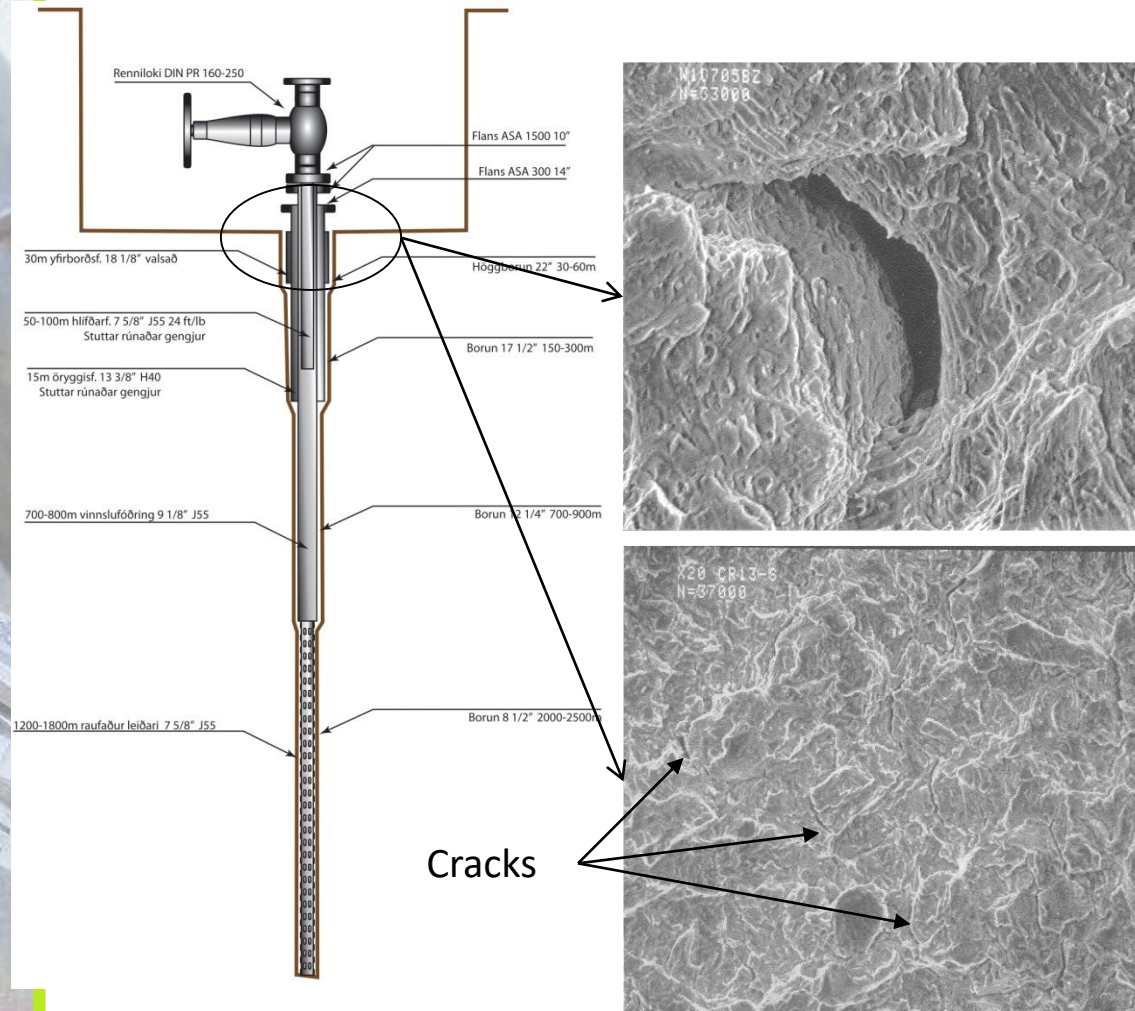 Renniloki DIN PR 160-250
Flans ASA 1500 10"
Flans ASA 300 14"
30m yfirborðsf. 18 1/8" valsað
Höggborun 22" 30-60m
50-100m hlífðarf. 7 5/8" J55 24 ft/lb
Stuttar rúnaðar gengjur
Borun 17 1/2" 150-300m
15m öryggisf. 13 3/8" H40
Stuttar rúnaðar gengjur
700-800m vinnslufóðring 9 1/8" J55
Borun 12 1/4" 700-900m
1200-1800m raufaður leiðari 7 5/8" J55
Borun 8 1/2" 2000-2500m
N=33000
X20 CR13-S
N=37000
Cracks